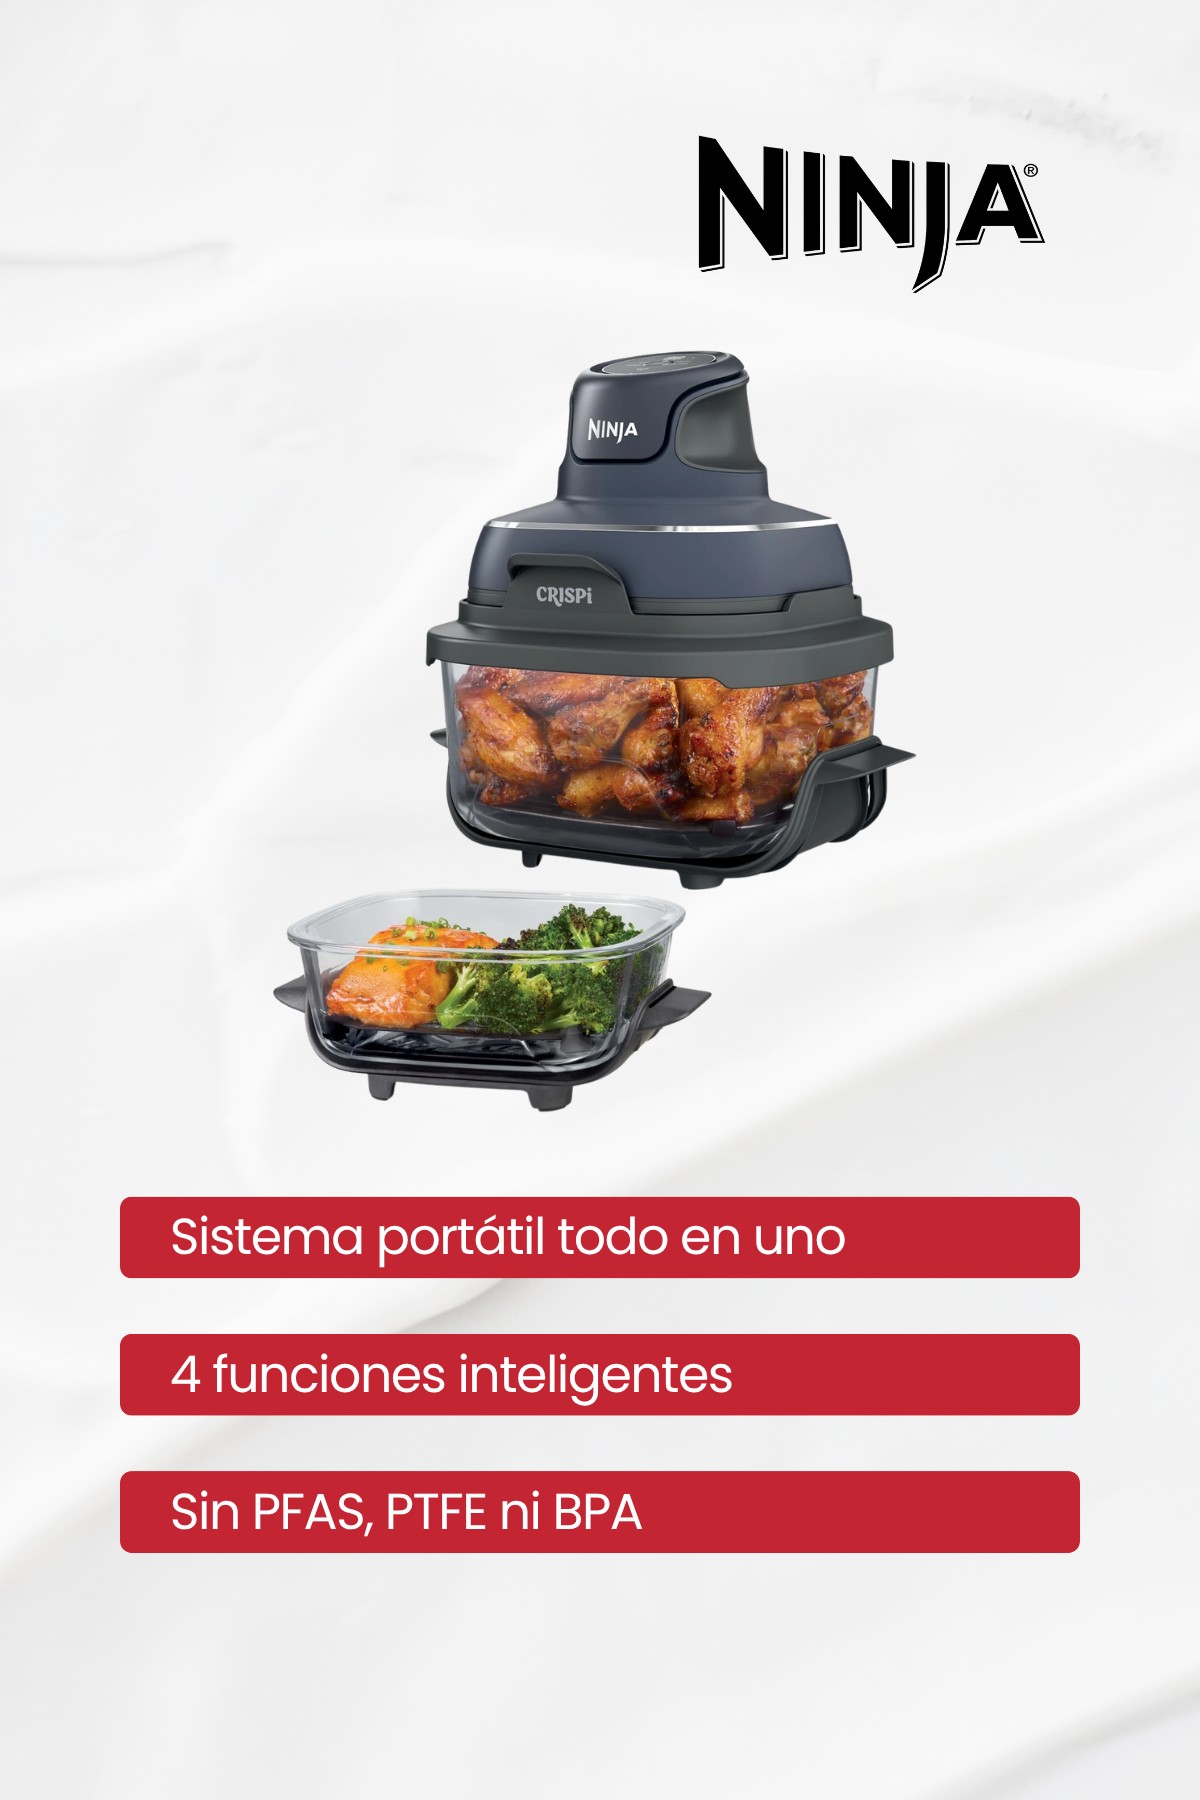 NINJA®
NINJA
CRISPi
Sistema portátil todo en uno
4 funciones inteligentes
Sin PFAS, PTFE ni BPA